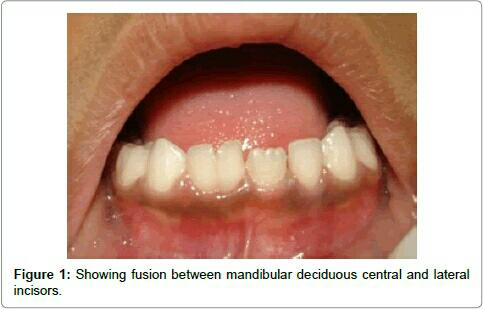 Figure 1: Showing fusion between mandibular deciduous central and lateral
incisors.